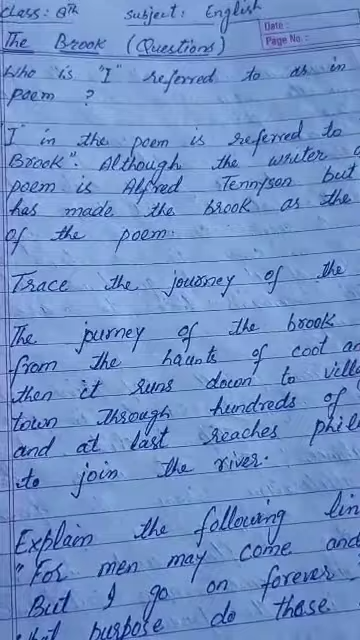 class: 8th Subject: English
Date:
Page No.:
The Brook (Questions)
Who is "I" referred to as in
poem ?
"I" in the poem is referred to
Brook". Although the writer
poem is Alfred Tennyson but
has made the brook as the
of the poem.
Trace the journey of the
The journey of the brook
from the haunts of coot
then it runs down to
town through hundreds of
and at last reaches
to join the river.
Explain the following
"For men may come and
But I go on forever
purpose do these